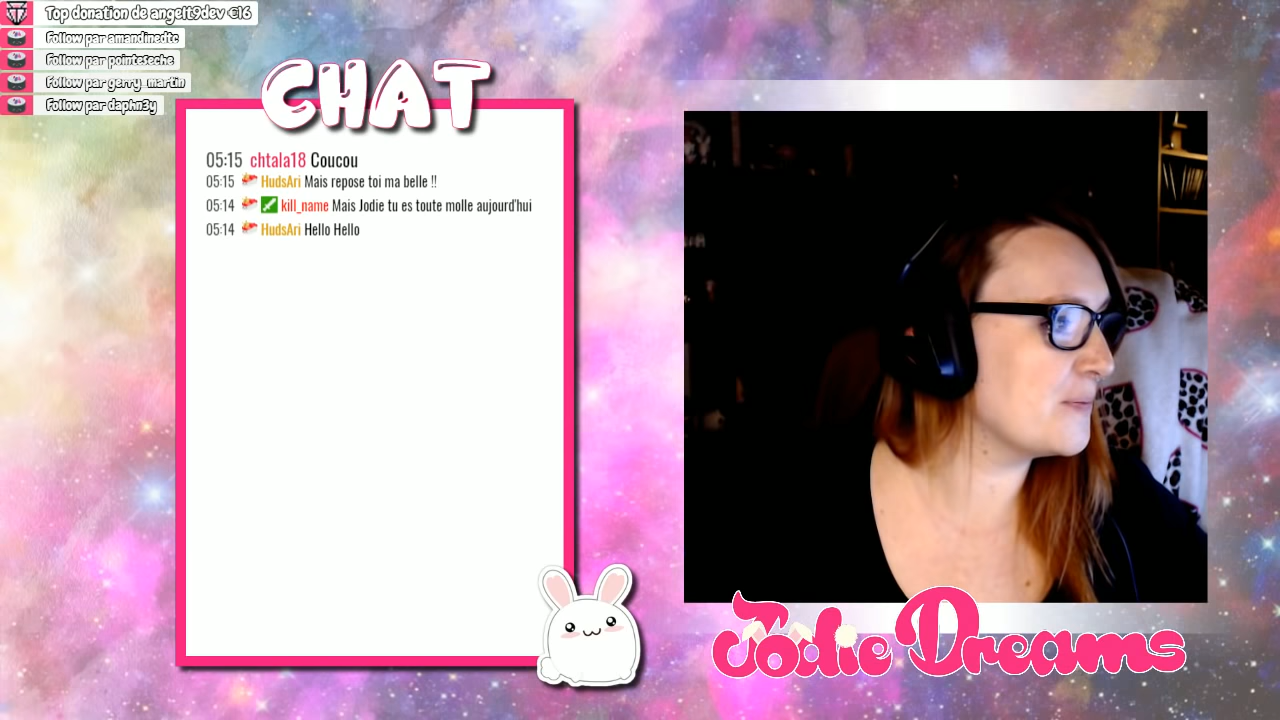 Top donation de angel19dev €16
Follow par amandinedtc
Follow par pointeseche
Follow par gerry_martin
Follow par daphn3y
CHAT
05:15 chtala18 Coucou
05:15 HudsAri Mais repose toi ma belle !!
05:14 kill_name Mais Jodie tu es toute molle aujourd'hui
05:14 HudsAri Hello Hello
Jodie Dreams